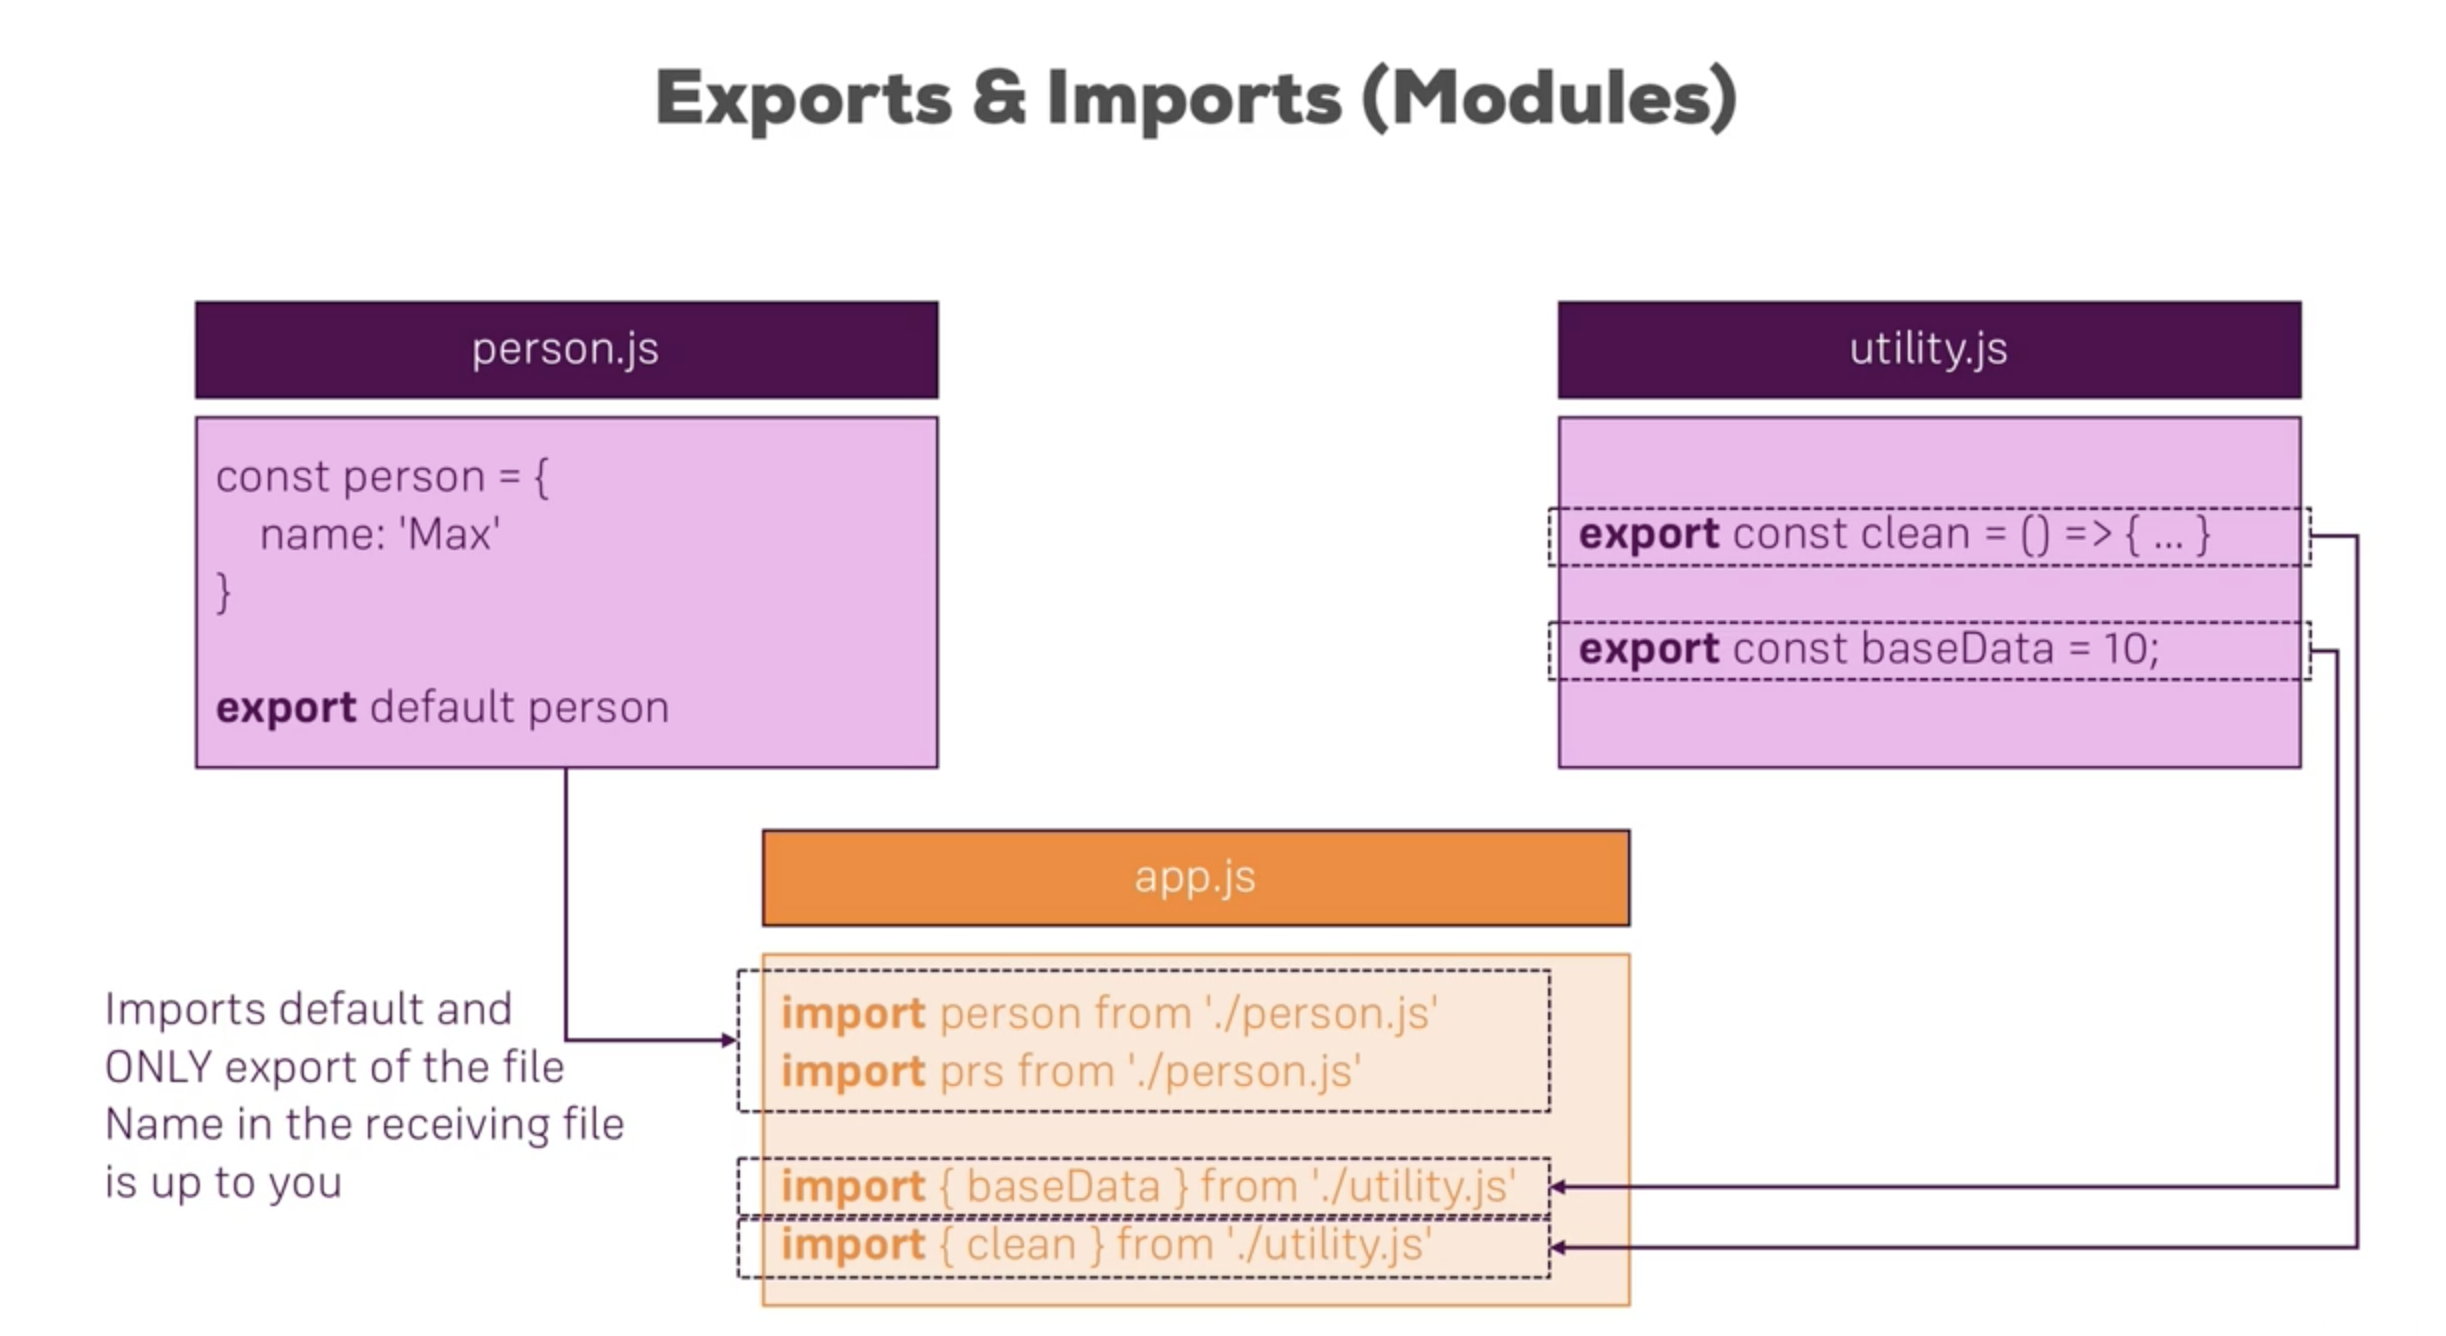 Exports & Imports (Modules)
person.js
const person = {
name: 'Max'
}
export default person
utility.js
export const clean = () => { ... }
export const baseData = 10;
app.js
import person from './person.js'
import prs from './person.js'
import { baseData } from './utility.js'
import { clean } from './utility.js'
Imports default and
ONLY export of the file
Name in the receiving file
is up to you